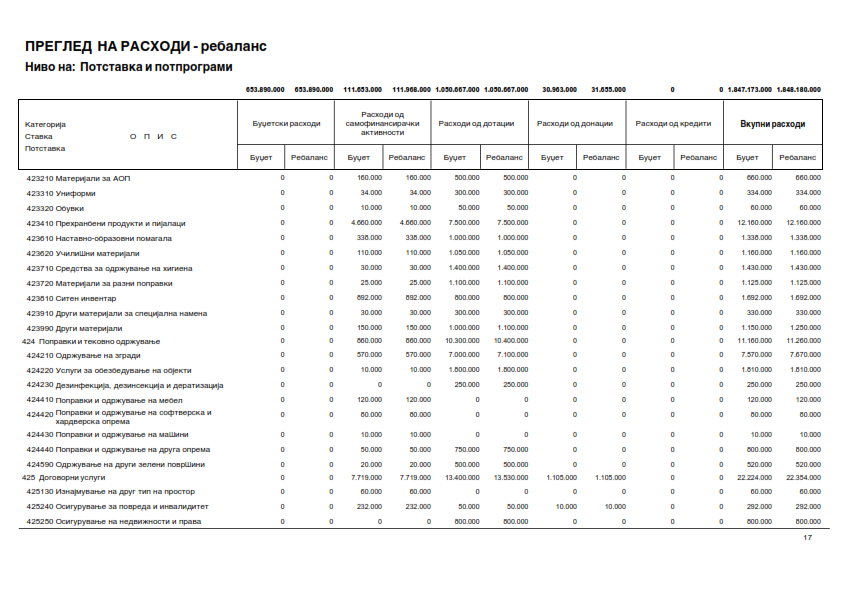 ПРЕГЛЕД НА РАСХОДИ - ребаланс
Ниво на: Потставка и потпрограми
653.890.000 653.890.000 111.653.000 111.968.000 1.050.667.000 1.050.667.000 30.963.000 31.655.000 0 0 1.847.173.000 1.848.180.000
Категорија
Ставка О П И С
Потставка
Буџетски расходи
Расходи од самофинансирачки активности
Расходи од дотации
Расходи од донации
Расходи од кредити
Вкупни расходи
Буџет Ребаланс Буџет Ребаланс Буџет Ребаланс Буџет Ребаланс Буџет Ребаланс Буџет Ребаланс
423210 Материјали за АОП 0 0 160.000 160.000 500.000 500.000 0 0 0 0 660.000 660.000
423310 Униформи 0 0 34.000 34.000 300.000 300.000 0 0 0 0 334.000 334.000
423320 Обувки 0 0 10.000 10.000 50.000 50.000 0 0 0 0 60.000 60.000
423410 Прехранбени продукти и пијалаци 0 0 4.660.000 4.660.000 7.500.000 7.500.000 0 0 0 0 12.160.000 12.160.000
423610 Наставно-образовни помагала 0 0 338.000 338.000 1.000.000 1.000.000 0 0 0 0 1.338.000 1.338.000
423620 УчилиШни материјали 0 0 110.000 110.000 1.050.000 1.050.000 0 0 0 0 1.160.000 1.160.000
423710 Средства за одржување на хигиена 0 0 30.000 30.000 1.400.000 1.400.000 0 0 0 0 1.430.000 1.430.000
423720 Материјали за разни поправки 0 0 25.000 25.000 1.100.000 1.100.000 0 0 0 0 1.125.000 1.125.000
423810 Ситен инвентар 0 0 892.000 892.000 800.000 800.000 0 0 0 0 1.692.000 1.692.000
423910 Други материјали за специјална намена 0 0 30.000 30.000 300.000 300.000 0 0 0 0 330.000 330.000
423990 Други материјали 0 0 150.000 150.000 1.000.000 1.100.000 0 0 0 0 1.150.000 1.250.000
424 Поправки и тековно одржување 0 0 860.000 860.000 10.300.000 10.400.000 0 0 0 0 11.160.000 11.260.000
424210 Одржување на згради 0 0 570.000 570.000 7.000.000 7.100.000 0 0 0 0 7.570.000 7.670.000
424220 Услуги за обезбедување на објекти 0 0 10.000 10.000 1.800.000 1.800.000 0 0 0 0 1.810.000 1.810.000
424230 Дезинфекција, дезинсекција и дератизација 0 0 0 0 250.000 250.000 0 0 0 0 250.000 250.000
424410 Поправки и одржување на мебел 0 0 120.000 120.000 0 0 0 0 0 0 120.000 120.000
424420 Поправки и одржување на софтверска и хардверска опрема 0 0 80.000 80.000 0 0 0 0 0 0 80.000 80.000
424430 Поправки и одржување на маШини 0 0 10.000 10.000 0 0 0 0 0 0 10.000 10.000
424440 Поправки и одржување на друга опрема 0 0 50.000 50.000 750.000 750.000 0 0 0 0 800.000 800.000
424590 Одржување на други зелени површини 0 0 20.000 20.000 500.000 500.000 0 0 0 0 520.000 520.000
425 Договорни услуги 0 0 7.719.000 7.719.000 13.400.000 13.530.000 1.105.000 1.105.000 0 0 22.224.000 22.354.000
425130 Изнајмување на друг тип на простор 0 0 60.000 60.000 0 0 0 0 0 0 60.000 60.000
425240 Осигурување за повреда и инвалидитет 0 0 232.000 232.000 50.000 50.000 10.000 10.000 0 0 292.000 292.000
425250 Осигурување на недвижности и права 0 0 0 0 800.000 800.000 0 0 0 0 800.000 800.000
17